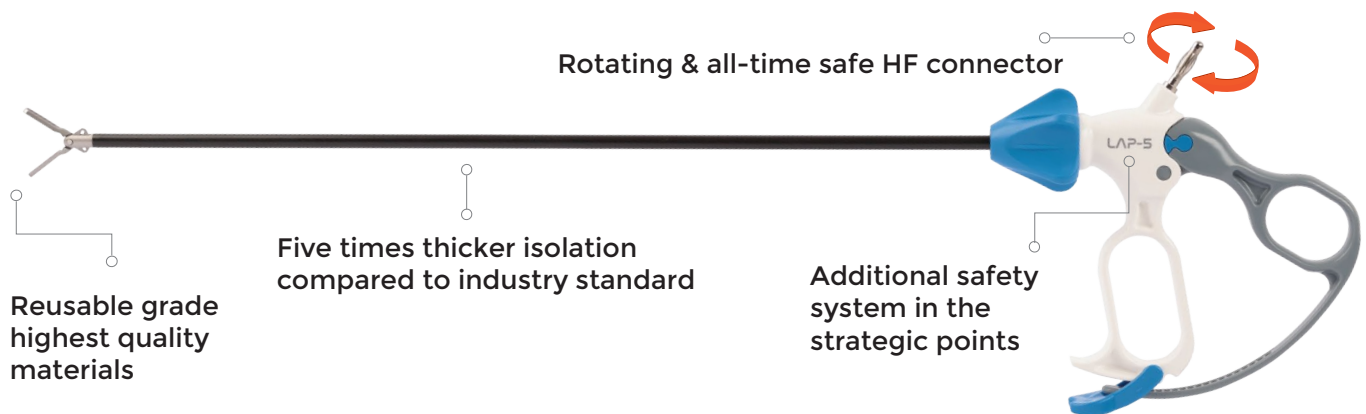 Rotating & all-time safe HF connector
LAP-5
Five times thicker isolation
compared to industry standard
Additional safety
system in the
strategic points
Reusable grade
highest quality
materials